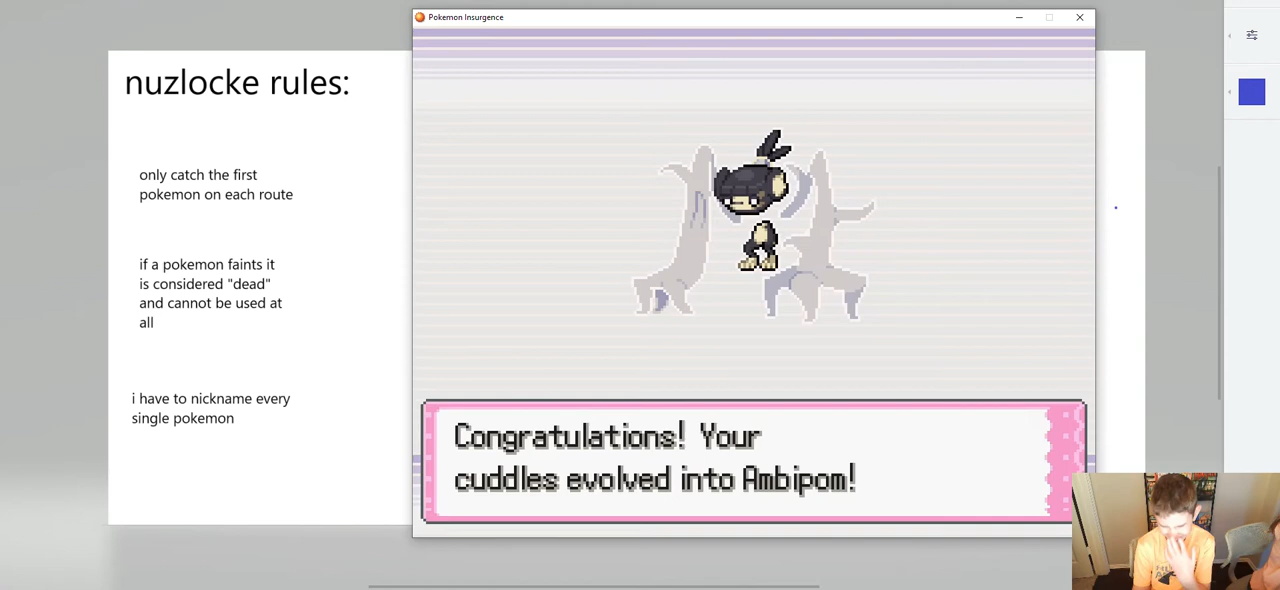 Pokemon Insurgence
nuzlocke rules:
only catch the first
pokemon on each route
if a pokemon faints it
is considered "dead"
and cannot be used at
all
i have to nickname every
single pokemon
Congratulations! Your
cuddles evolved into Ambipom!